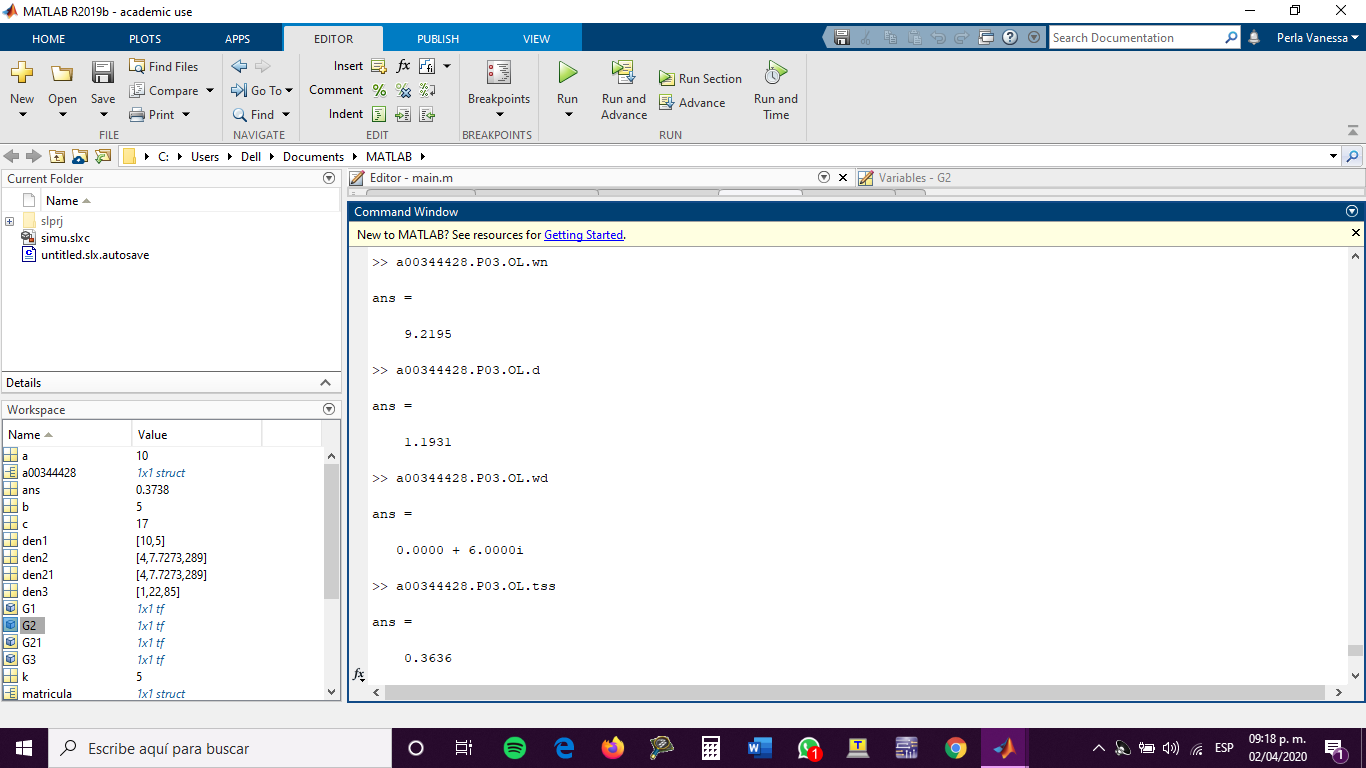 MATLAB R2019b - academic use
HOME PLOTS APPS EDITOR PUBLISH VIEW Search Documentation Perla Vanessa
New Open Save Find Files Compare Print
FILE
Go To Find
NAVIGATE
Insert fx
Comment
Indent
EDIT
Breakpoints
BREAKPOINTS
Run Run and Advance Run Section Advance Run and Time
RUN
C: Users Dell Documents MATLAB
Current Folder
Name
slprj
simu.slxc
untitled.slx.autosave
Details
Workspace
Name Value
a 10
a00344428 1x1 struct
ans 0.3738
b 5
c 17
den1 [10,5]
den2 [4,7.7273,289]
den21 [4,7.7273,289]
den3 [1,22,85]
G1 1x1 tf
G2 1x1 tf
G21 1x1 tf
G3 1x1 tf
k 5
matricula 1x1 struct
Editor - main.m Variables - G2
Command Window
New to MATLAB? See resources for Getting Started.
>> a00344428.P03.OL.wn
ans =
9.2195
>> a00344428.P03.OL.d
ans =
1.1931
>> a00344428.P03.OL.wd
ans =
0.0000 + 6.0000i
>> a00344428.P03.OL.tss
ans =
0.3636
fx
Escribe aquí para buscar
1
ESP
09:18 p. m.
02/04/2020
1